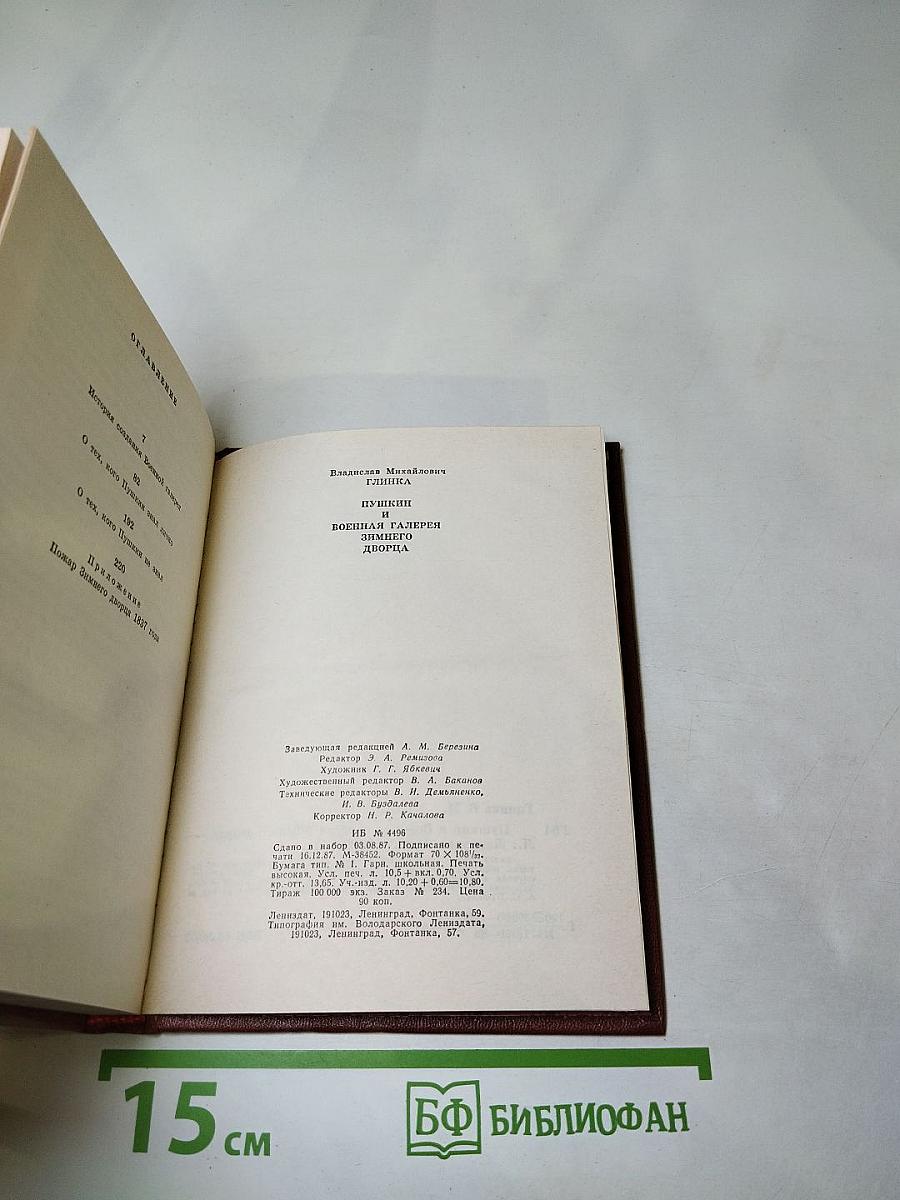 ОГЛАВЛЕНИЕ
7
История создания Военной галереи
82
О тех, кого Пушкин знал лично
192
О тех, кого Пушкин не знал
220
Приложение
Пожар Зимнего дворца 1837 года
Владислав Михайлович
ГЛИНКА
ПУШКИН
И
ВОЕННАЯ ГАЛЕРЕЯ
ЗИМНЕГО
ДВОРЦА
Заведующая редакцией А. М. Березина
Редактор Э. А. Ремизова
Художник Г. Г. Ябкевич
Художественный редактор В. А. Баканов
Технические редакторы В. И. Демьяненко,
И. В. Буздалева
Корректор Н. Р. Качалова
ИБ № 4496
Сдано в набор 03.08.87. Подписано к пе-
чати 16.12.87. М-38452. Формат 70 × 108 1/32.
Бумага тип. № 1. Гарн. школьная. Печать
высокая. Усл. печ. л. 10,5 + вкл. 0,70. Усл.
кр.-отт. 13,65. Уч.-изд. л. 10,20 + 0,60=10,80.
Тираж 100 000 экз. Заказ № 234. Цена
90 коп.
Лениздат, 191023, Ленинград, Фонтанка, 59.
Типография им. Володарского Лениздата,
191023, Ленинград, Фонтанка, 57.
15 см
БФ БИБЛИОФАН